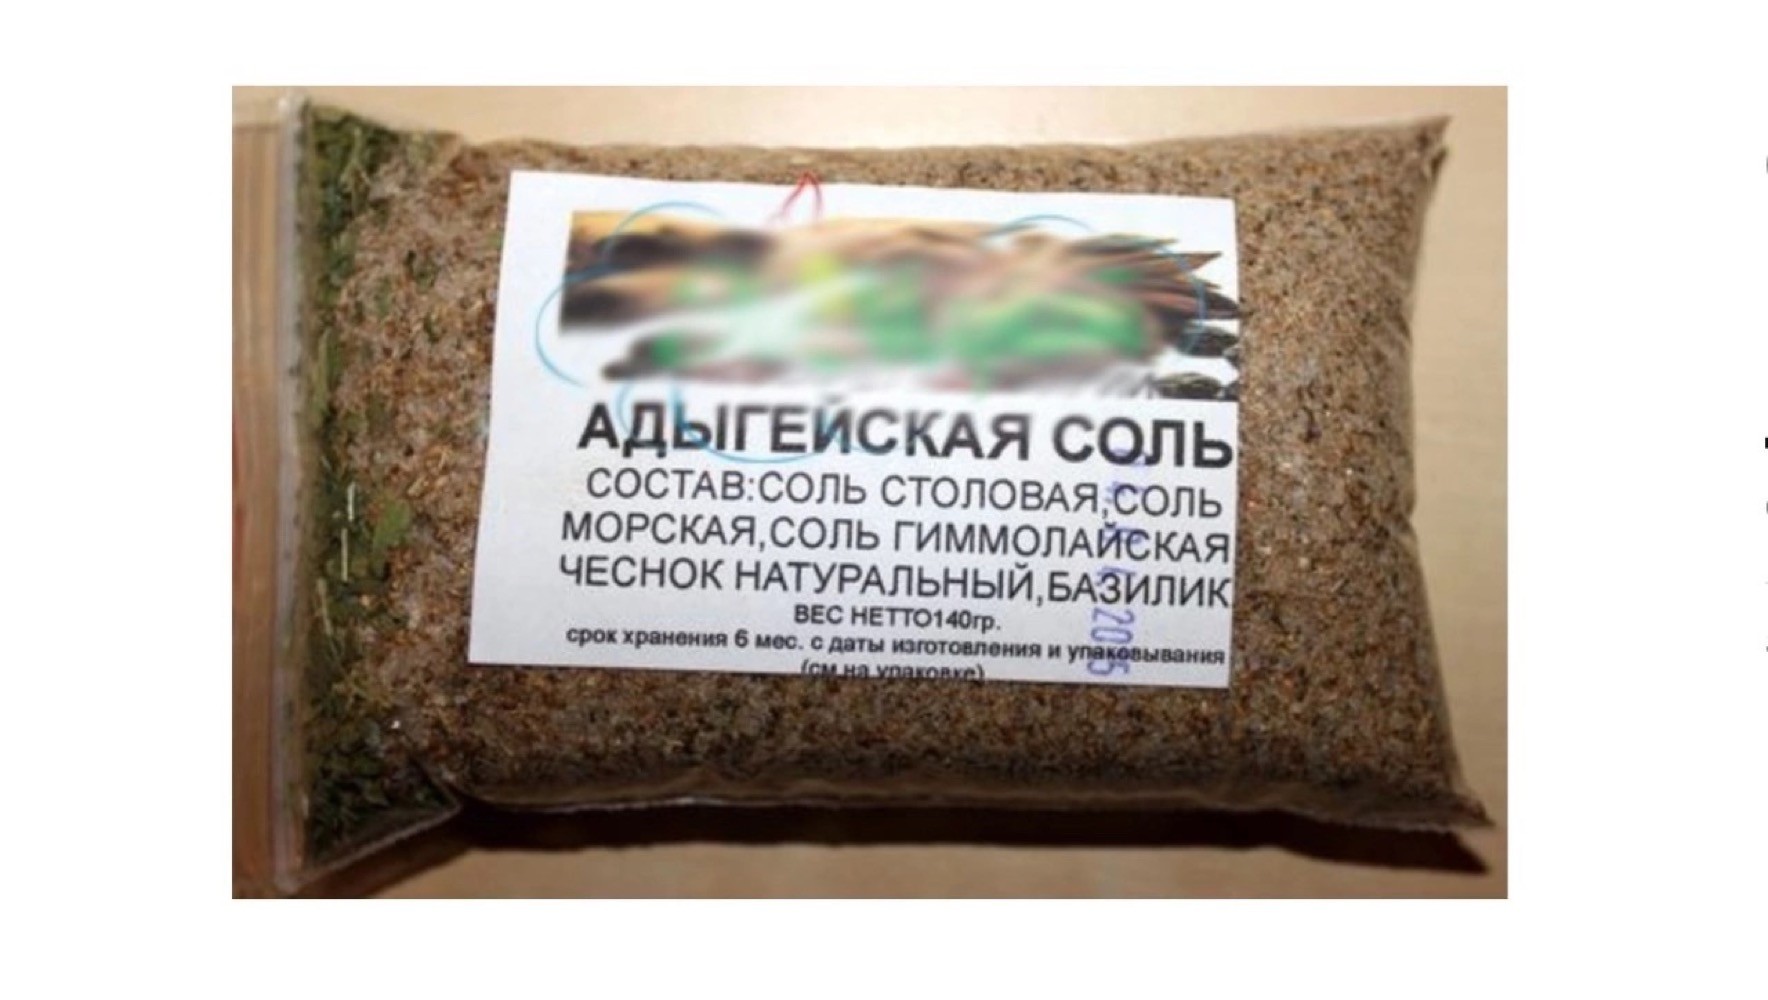 АДЫГЕЙСКАЯ СОЛЬ
СОСТАВ:СОЛЬ СТОЛОВАЯ,СОЛЬ
МОРСКАЯ,СОЛЬ ГИММОЛАЙСКАЯ
ЧЕСНОК НАТУРАЛЬНЫЙ,БАЗИЛИК
ВЕС НЕТТО140гр.
срок хранения 6 мес. с даты изготовления и упаковывания
(см на упаковке)